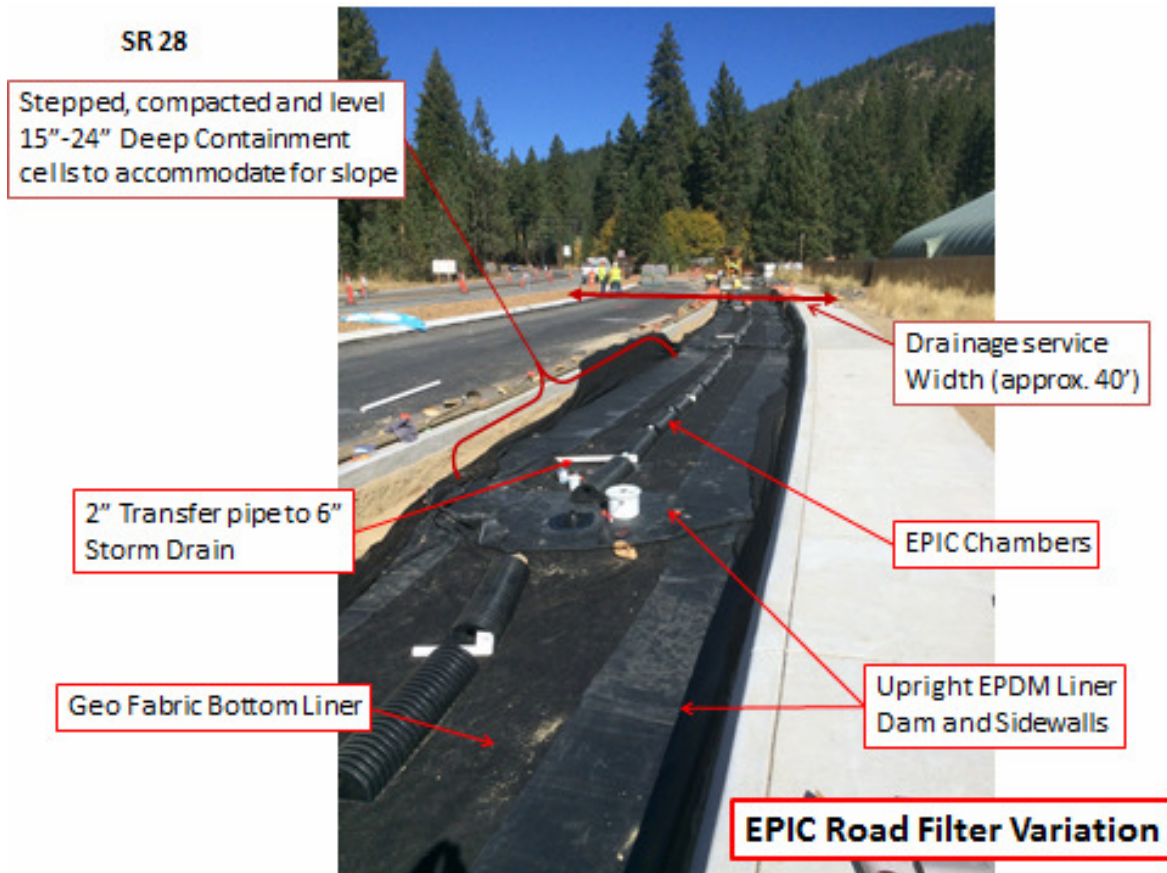 SR 28
Stepped, compacted and level
15”-24” Deep Containment
cells to accommodate for slope
Drainage service
Width (approx. 40’)
2” Transfer pipe to 6”
Storm Drain
EPIC Chambers
Geo Fabric Bottom Liner
Upright EPDM Liner
Dam and Sidewalls
EPIC Road Filter Variation